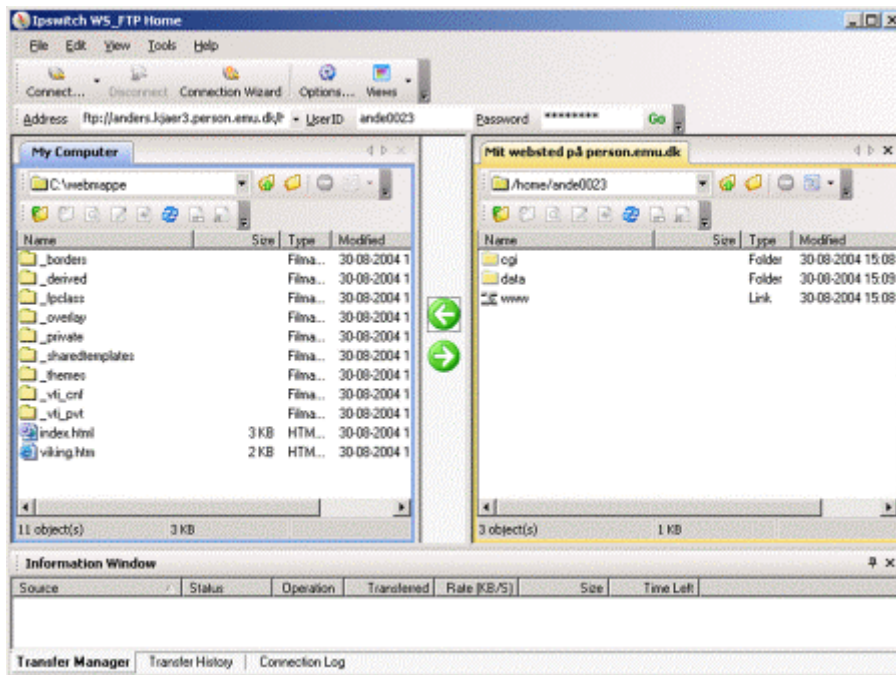 Ipswitch WS_FTP Home
File Edit View Tools Help
Connect... Disconnect Connection Wizard Options... Views
Address ftp://anders.kjaer3.person.emu.dk/ UserID ande0023 Password ******** Go
My Computer
C:\webmappe
Name Size Type Modified
_borders Filma... 30-08-2004 1
_derived Filma... 30-08-2004 1
_fpclass Filma... 30-08-2004 1
_overlay Filma... 30-08-2004 1
_private Filma... 30-08-2004 1
_sharedtemplates Filma... 30-08-2004 1
_themes Filma... 30-08-2004 1
_vti_cnf Filma... 30-08-2004 1
_vti_pvt Filma... 30-08-2004 1
index.html 3 KB HTM... 30-08-2004 1
viking.htm 2 KB HTM... 30-08-2004 1
11 object(s) 3 KB
Mit websted på person.emu.dk
/home/ande0023
Name Size Type Modified
cgi Folder 30-08-2004 15:08
data Folder 30-08-2004 15:09
www Link 30-08-2004 15:08
3 object(s) 1 KB
Information Window
Source Status Operation Transferred Rate (KB/S) Size Time Left
Transfer Manager Transfer History Connection Log